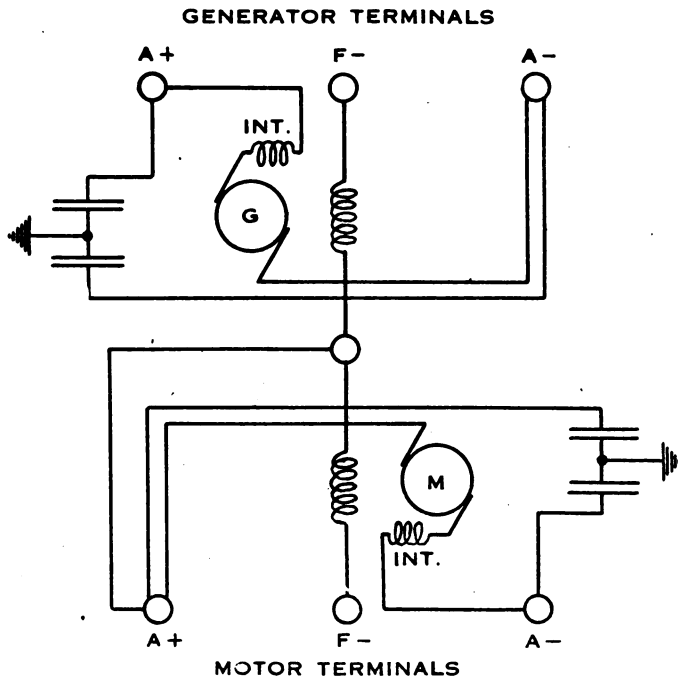 GENERATOR TERMINALS
A+ F− A−
INT.
G
M
INT.
A+ F− A−
MOTOR TERMINALS